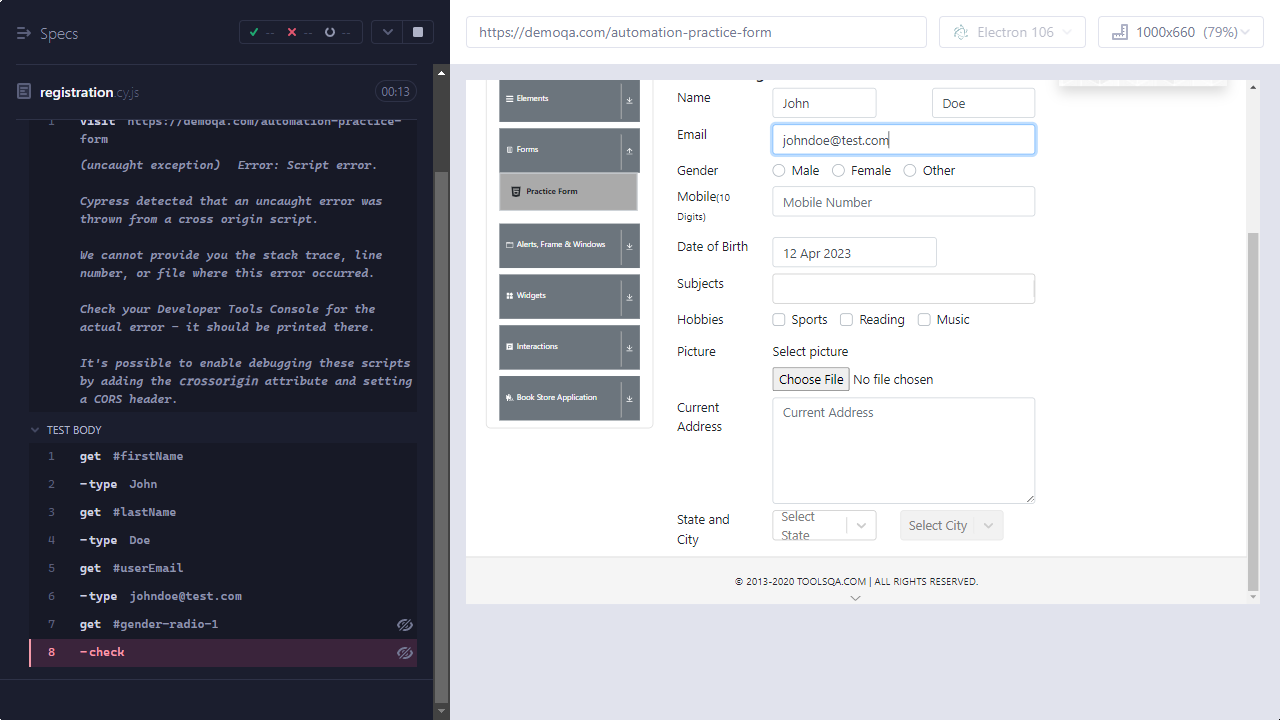 Specs
-- -- --
https://demoqa.com/automation-practice-form
Electron 106
1000x660 (79%)
registration cy.js
00:13
1 visit https://demoqa.com/automation-practice-
form
(uncaught exception) Error: Script error.
Cypress detected that an uncaught error was
thrown from a cross origin script.
We cannot provide you the stack trace, line
number, or file where this error occurred.
Check your Developer Tools Console for the
actual error - it should be printed there.
It's possible to enable debugging these scripts
by adding the crossorigin attribute and setting
a CORS header.
TEST BODY
1 get #firstName
2 -type John
3 get #lastName
4 -type Doe
5 get #userEmail
6 -type johndoe@test.com
7 get #gender-radio-1
8 -check
Elements
Forms
Practice Form
Alerts, Frame & Windows
Widgets
Interactions
Book Store Application
Name John Doe
Email johndoe@test.com
Gender Male Female Other
Mobile(10
Digits)
Mobile Number
Date of Birth 12 Apr 2023
Subjects
Hobbies Sports Reading Music
Picture Select picture
Choose File No file chosen
Current
Address
Current Address
State and
City
Select
State
Select City
© 2013-2020 TOOLSQA.COM | ALL RIGHTS RESERVED.